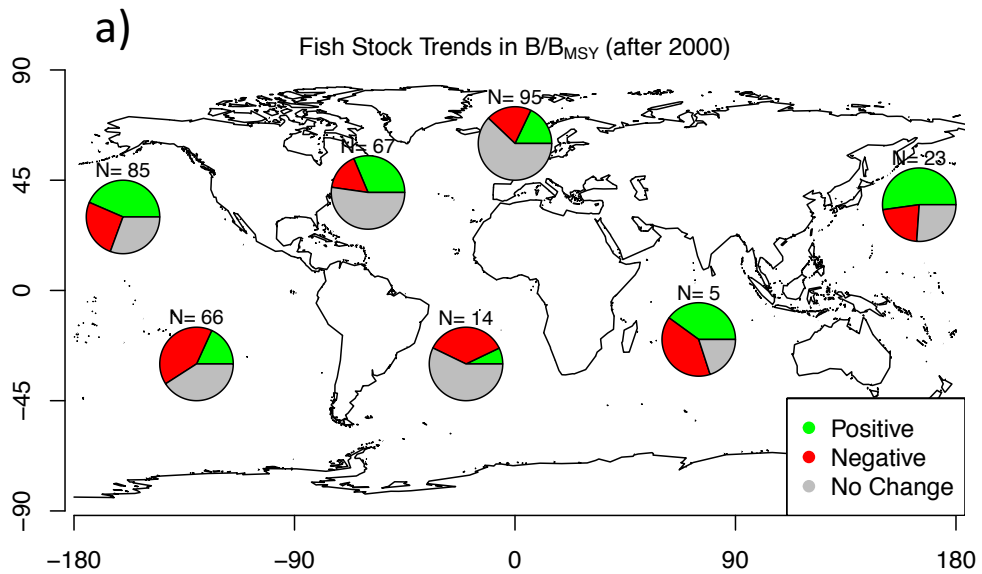 a)
Fish Stock Trends in B/BMSY (after 2000)
90
45
0
−45
−90
N= 95
N= 67
N= 23
N= 85
N= 5
N= 66
N= 14
Positive
Negative
No Change
−180
−90
0
90
180